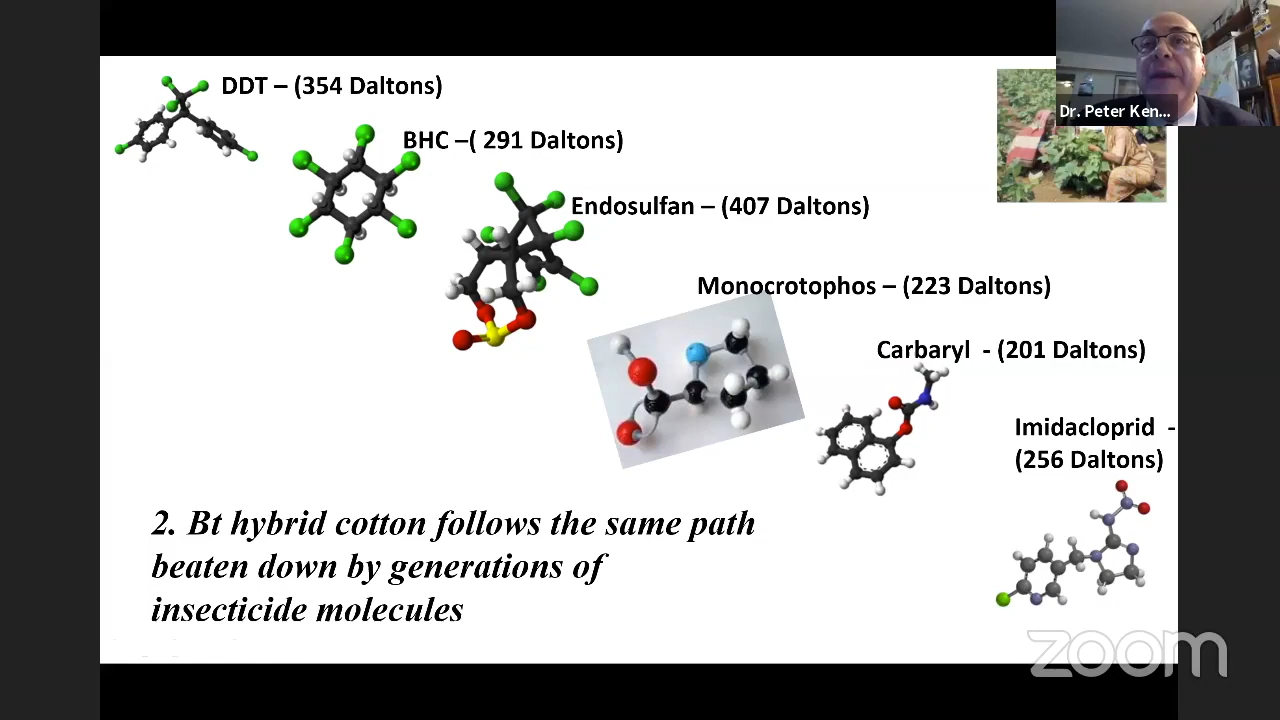 DDT – (354 Daltons)
BHC –( 291 Daltons)
Endosulfan – (407 Daltons)
Monocrotophos – (223 Daltons)
Carbaryl - (201 Daltons)
Imidacloprid -
(256 Daltons)
2. Bt hybrid cotton follows the same path
beaten down by generations of
insecticide molecules
Dr. Peter Ken...
zoom